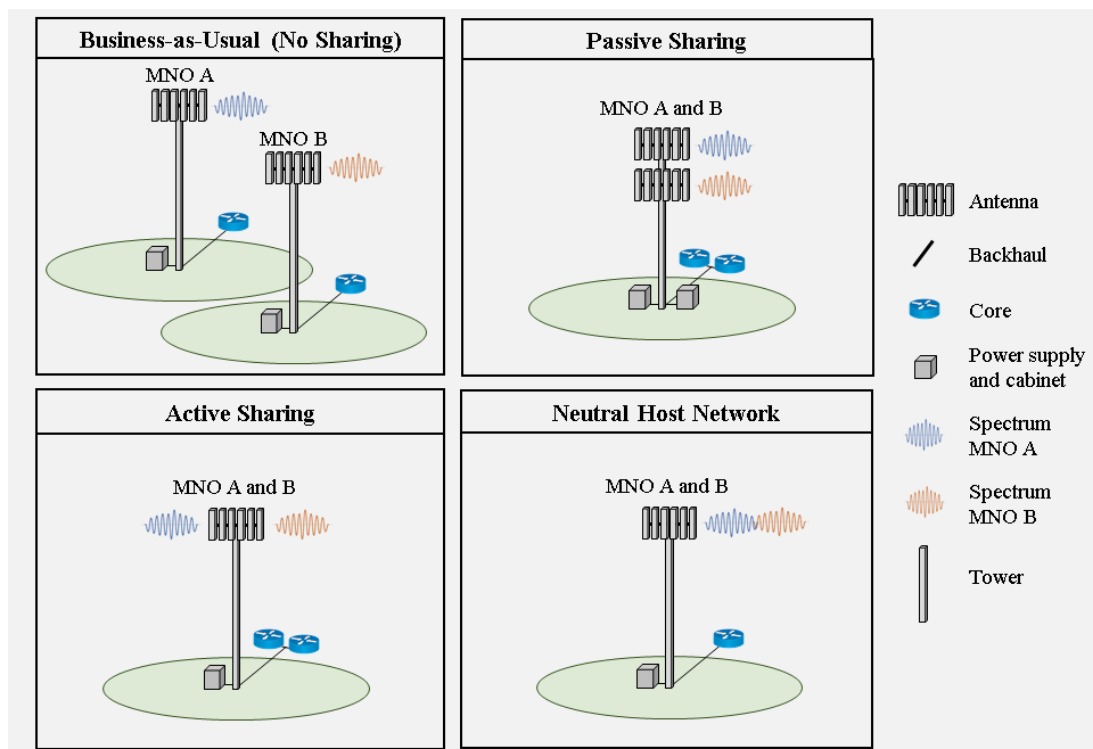 Business-as-Usual (No Sharing)
MNO A
MNO B
Passive Sharing
MNO A and B
Active Sharing
MNO A and B
Neutral Host Network
MNO A and B
Antenna
Backhaul
Core
Power supply
and cabinet
Spectrum
MNO A
Spectrum
MNO B
Tower